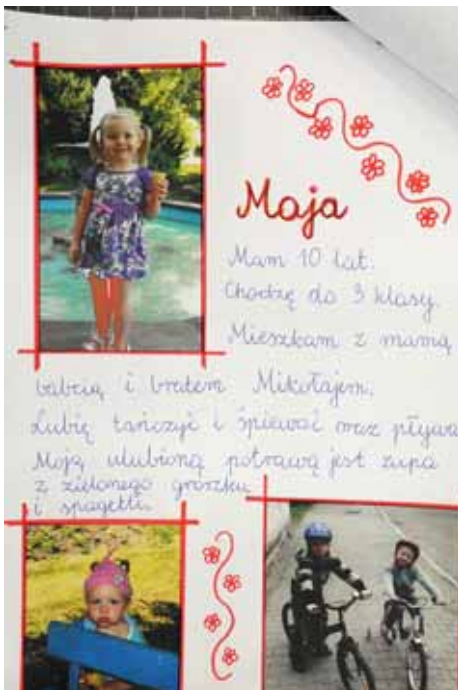 Maja
Mam 10 lat.
Chodzę do 3 klasy.
Mieszkam z mamą
babcią i bratem Mikołajem.
Lubię tańczyć i śpiewać oraz pływa
Moją ulubioną potrawą jest zupa
z zielonego groszku
i spagetti.